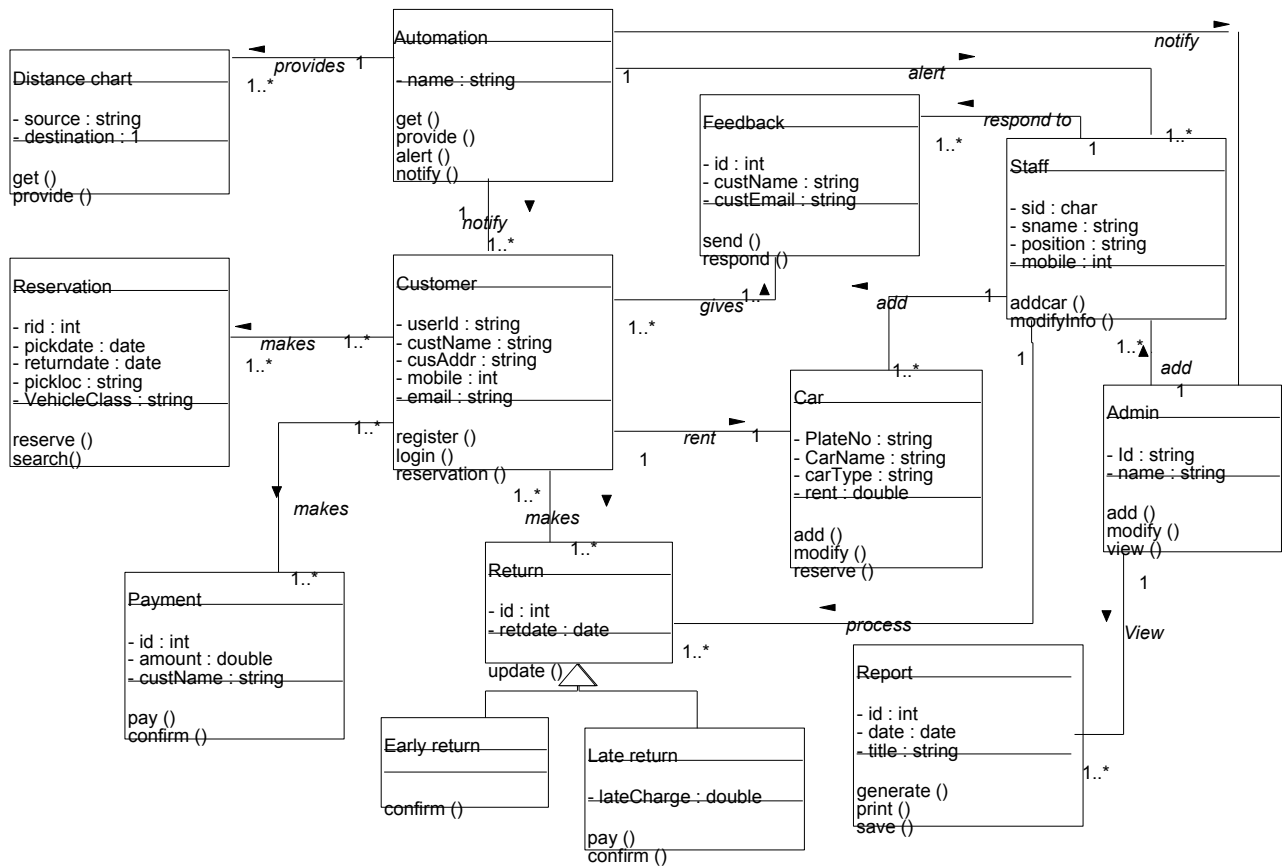 Automation
- name : string
get ()
provide ()
alert ()
notify ()
notify
1
alert
1..*
provides
1
1..*
Distance chart
- source : string
- destination : 1
get ()
provide ()
Feedback
- id : int
- custName : string
- custEmail : string
send ()
respond ()
respond to
1..*
1
Staff
- sid : char
- sname : string
- position : string
- mobile : int
addcar ()
modifyInfo ()
1
notify
1..*
Reservation
- rid : int
- pickdate : date
- returndate : date
- pickloc : string
- VehicleClass : string
reserve ()
search()
makes
1..*
1..*
Customer
- userId : string
- custName : string
- cusAddr : string
- mobile : int
- email : string
register ()
login ()
reservation ()
gives
1..*
1..
add
1
1..*
rent
1
1
Car
- PlateNo : string
- CarName : string
- carType : string
- rent : double
add ()
modify ()
reserve ()
1
1..*
add
1
Admin
- Id : string
- name : string
add ()
modify ()
view ()
1..*
makes
1..*
Payment
- id : int
- amount : double
- custName : string
pay ()
confirm ()
1..*
makes
1..*
Return
- id : int
- retdate : date
update ()
process
1..*
1
View
1..*
Report
- id : int
- date : date
- title : string
generate ()
print ()
save ()
Early return
confirm ()
Late return
- lateCharge : double
pay ()
confirm ()